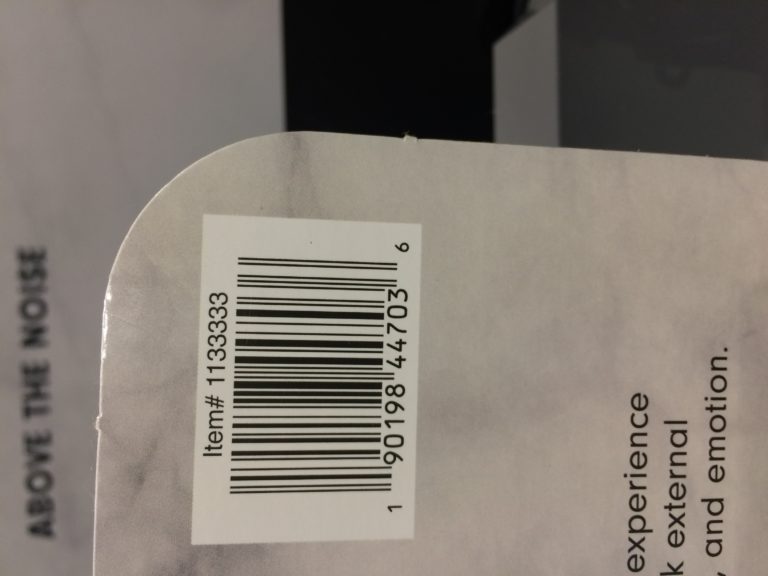 ABOVE THE NOISE
Item# 1133333
1 90198 44703 6
experience
k external
, and emotion.